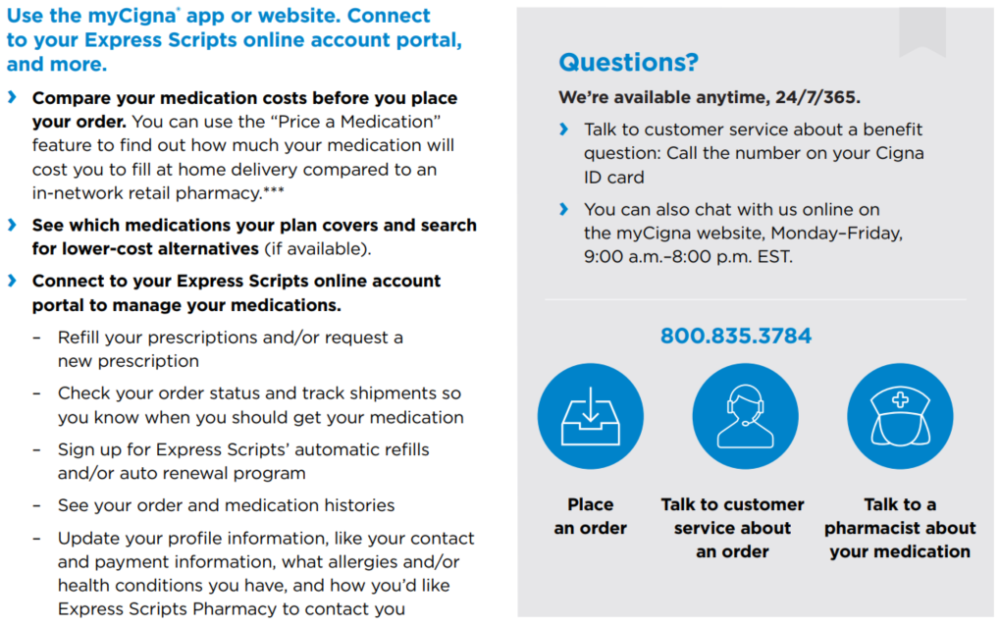 Use the myCigna® app or website. Connect
to your Express Scripts online account portal,
and more.
› Compare your medication costs before you place
your order. You can use the “Price a Medication”
feature to find out how much your medication will
cost you to fill at home delivery compared to an
in-network retail pharmacy.***
› See which medications your plan covers and search
for lower-cost alternatives (if available).
› Connect to your Express Scripts online account
portal to manage your medications.
– Refill your prescriptions and/or request a
new prescription
– Check your order status and track shipments so
you know when you should get your medication
– Sign up for Express Scripts’ automatic refills
and/or auto renewal program
– See your order and medication histories
– Update your profile information, like your contact
and payment information, what allergies and/or
health conditions you have, and how you’d like
Express Scripts Pharmacy to contact you
Questions?
We’re available anytime, 24/7/365.
› Talk to customer service about a benefit
question: Call the number on your Cigna
ID card
› You can also chat with us online on
the myCigna website, Monday–Friday,
9:00 a.m.–8:00 p.m. EST.
800.835.3784
Place
an order
Talk to customer
service about
an order
Talk to a
pharmacist about
your medication